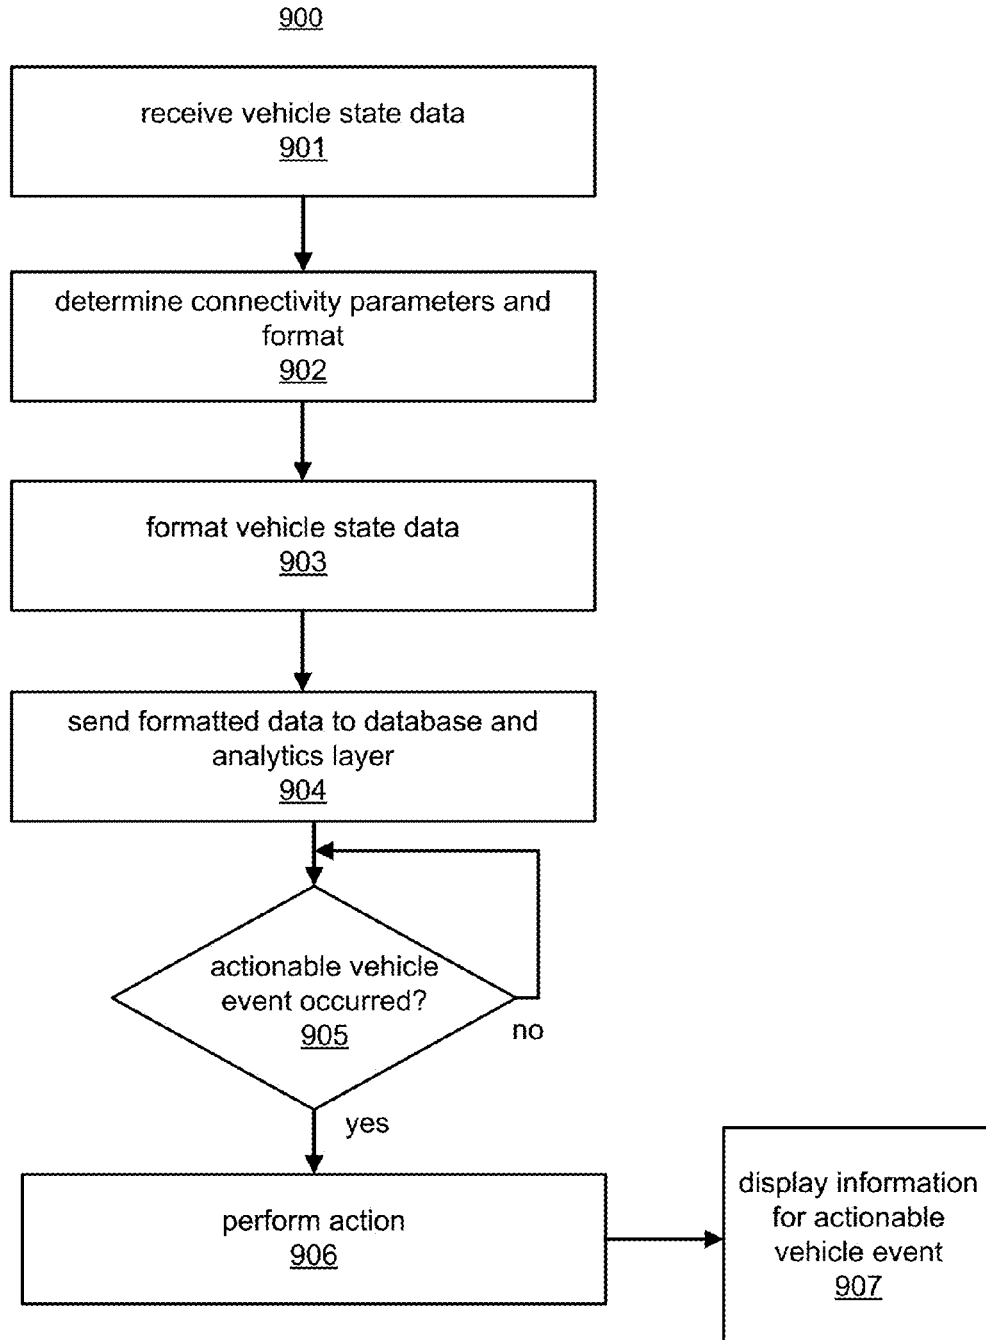 900
receive vehicle state data
901
determine connectivity parameters and
format
902
format vehicle state data
903
send formatted data to database and
analytics layer
904
actionable vehicle
event occurred?
905
no
yes
perform action
906
display information
for actionable
vehicle event
907